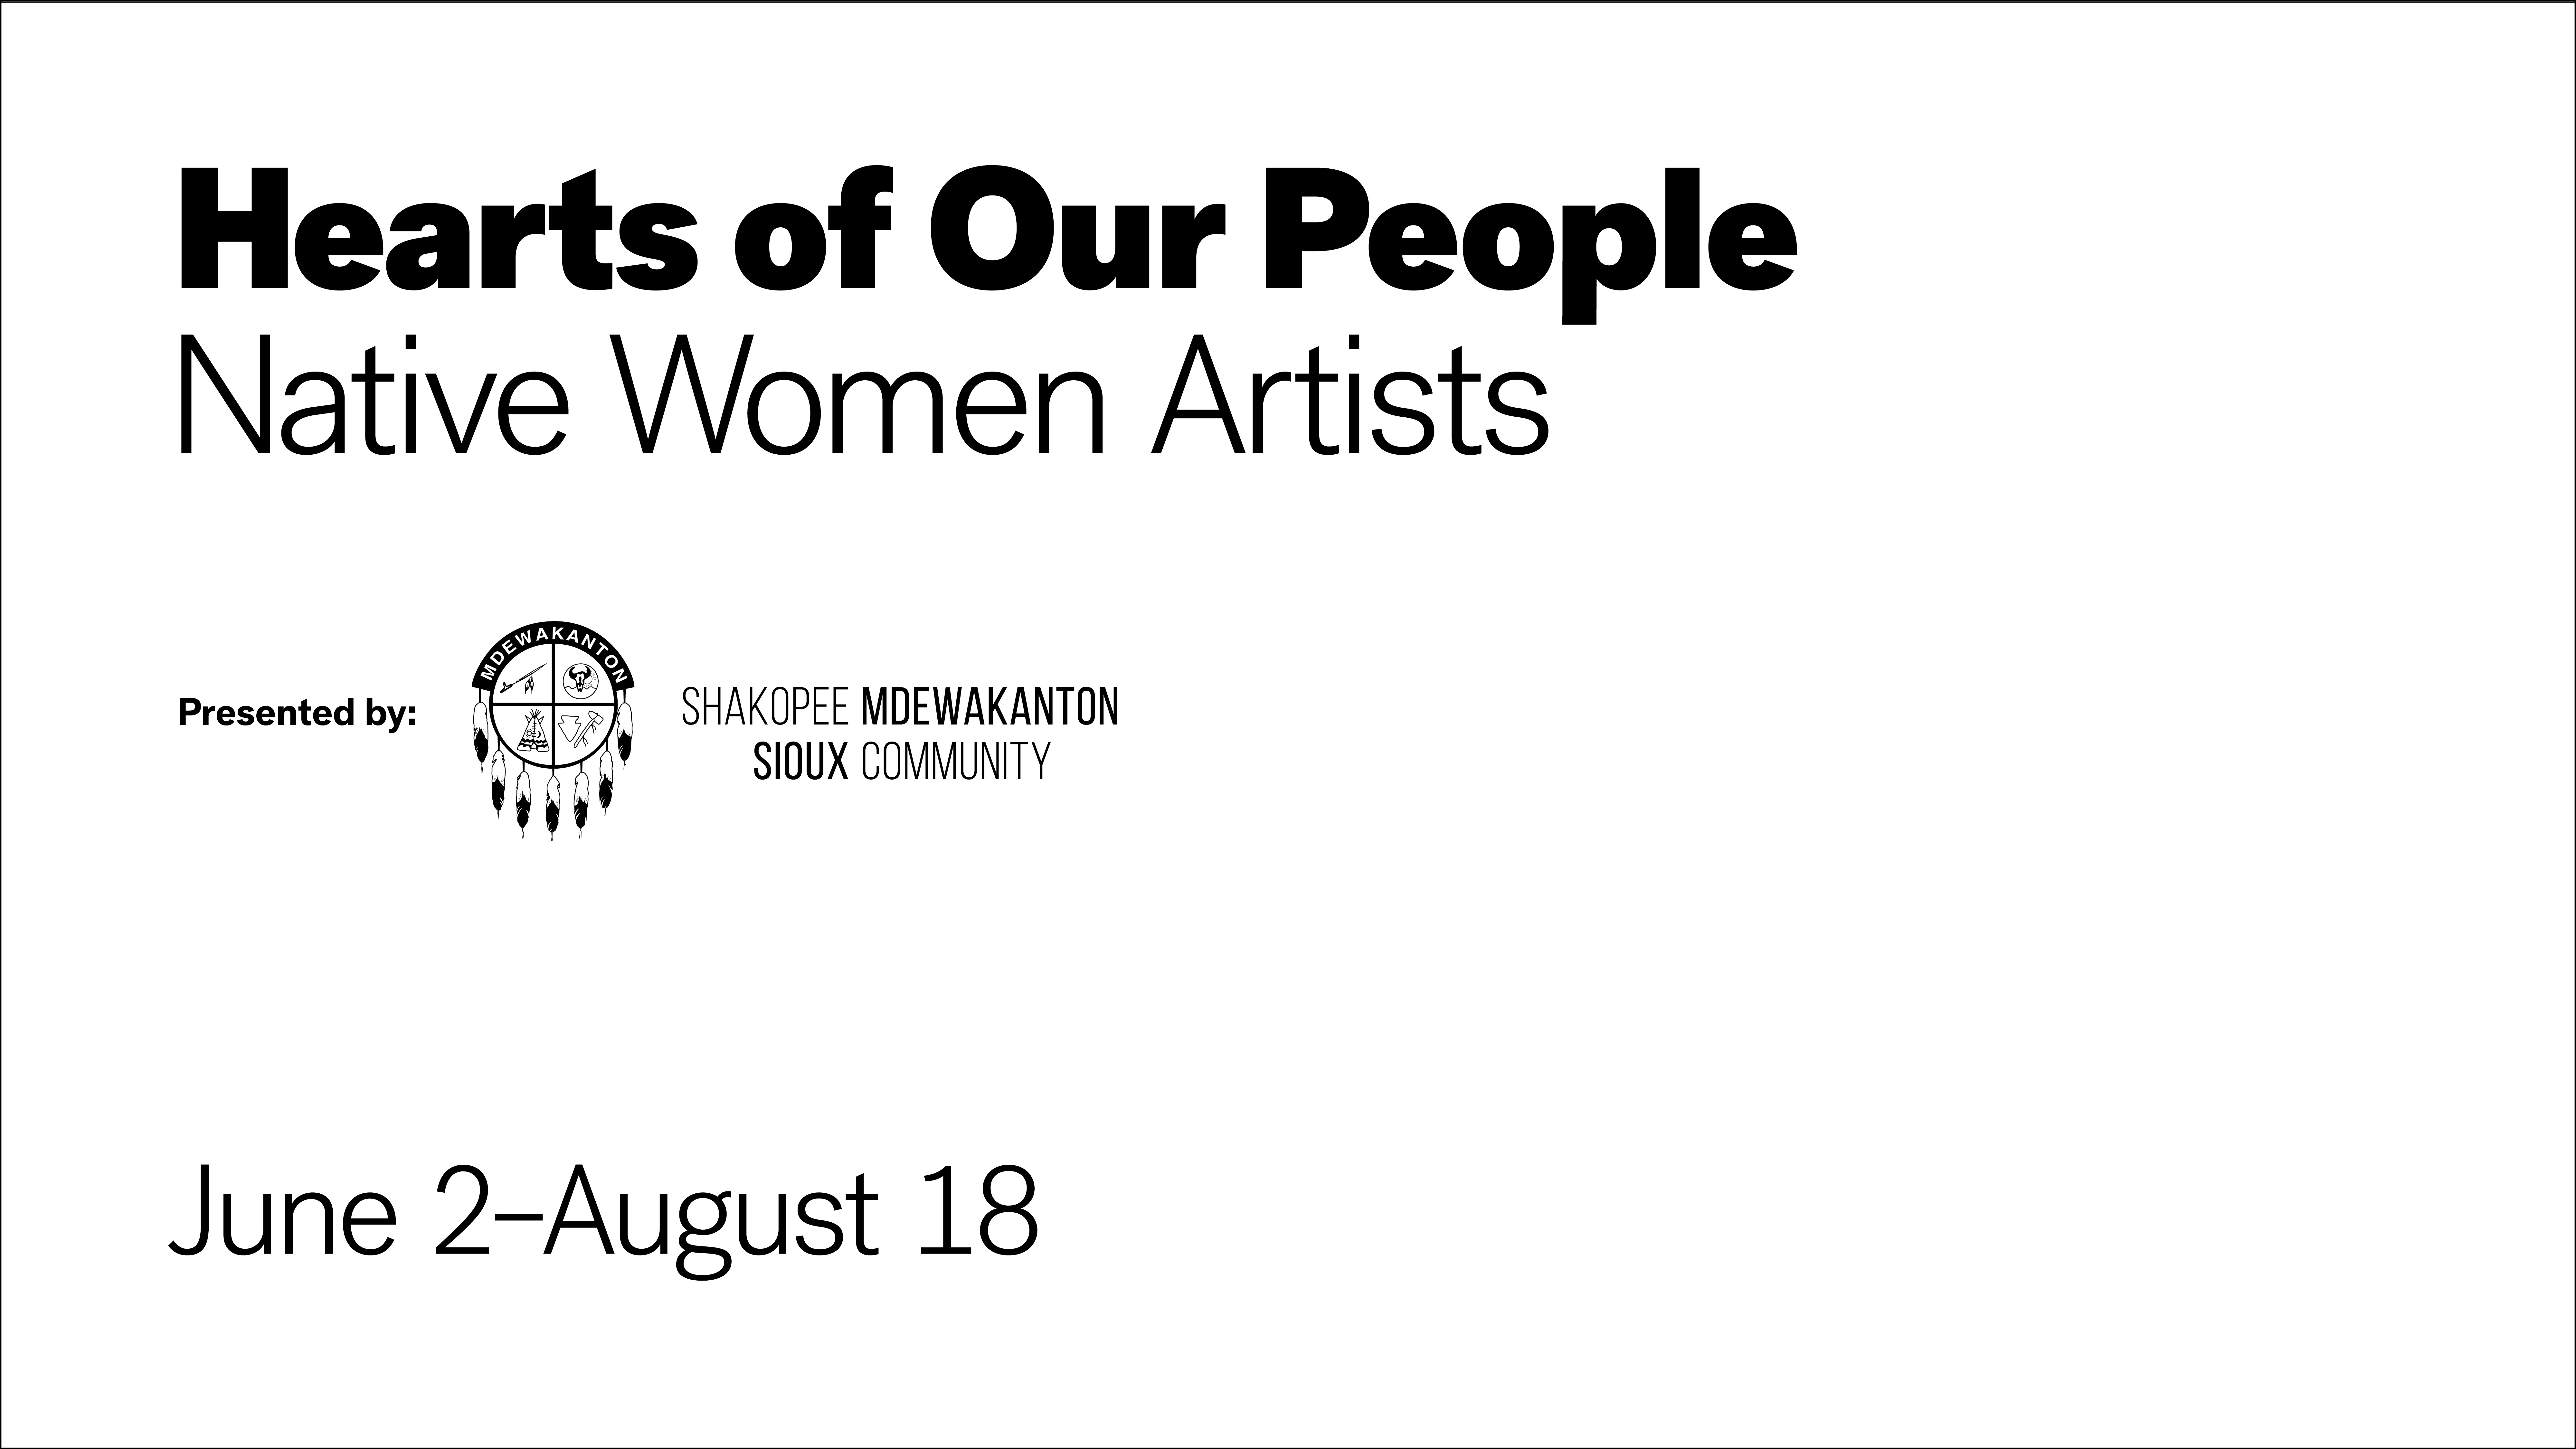 Hearts of Our People
Native Women Artists
Presented by:
MDEWAKANTON
SHAKOPEE MDEWAKANTON
SIOUX COMMUNITY
June 2–August 18